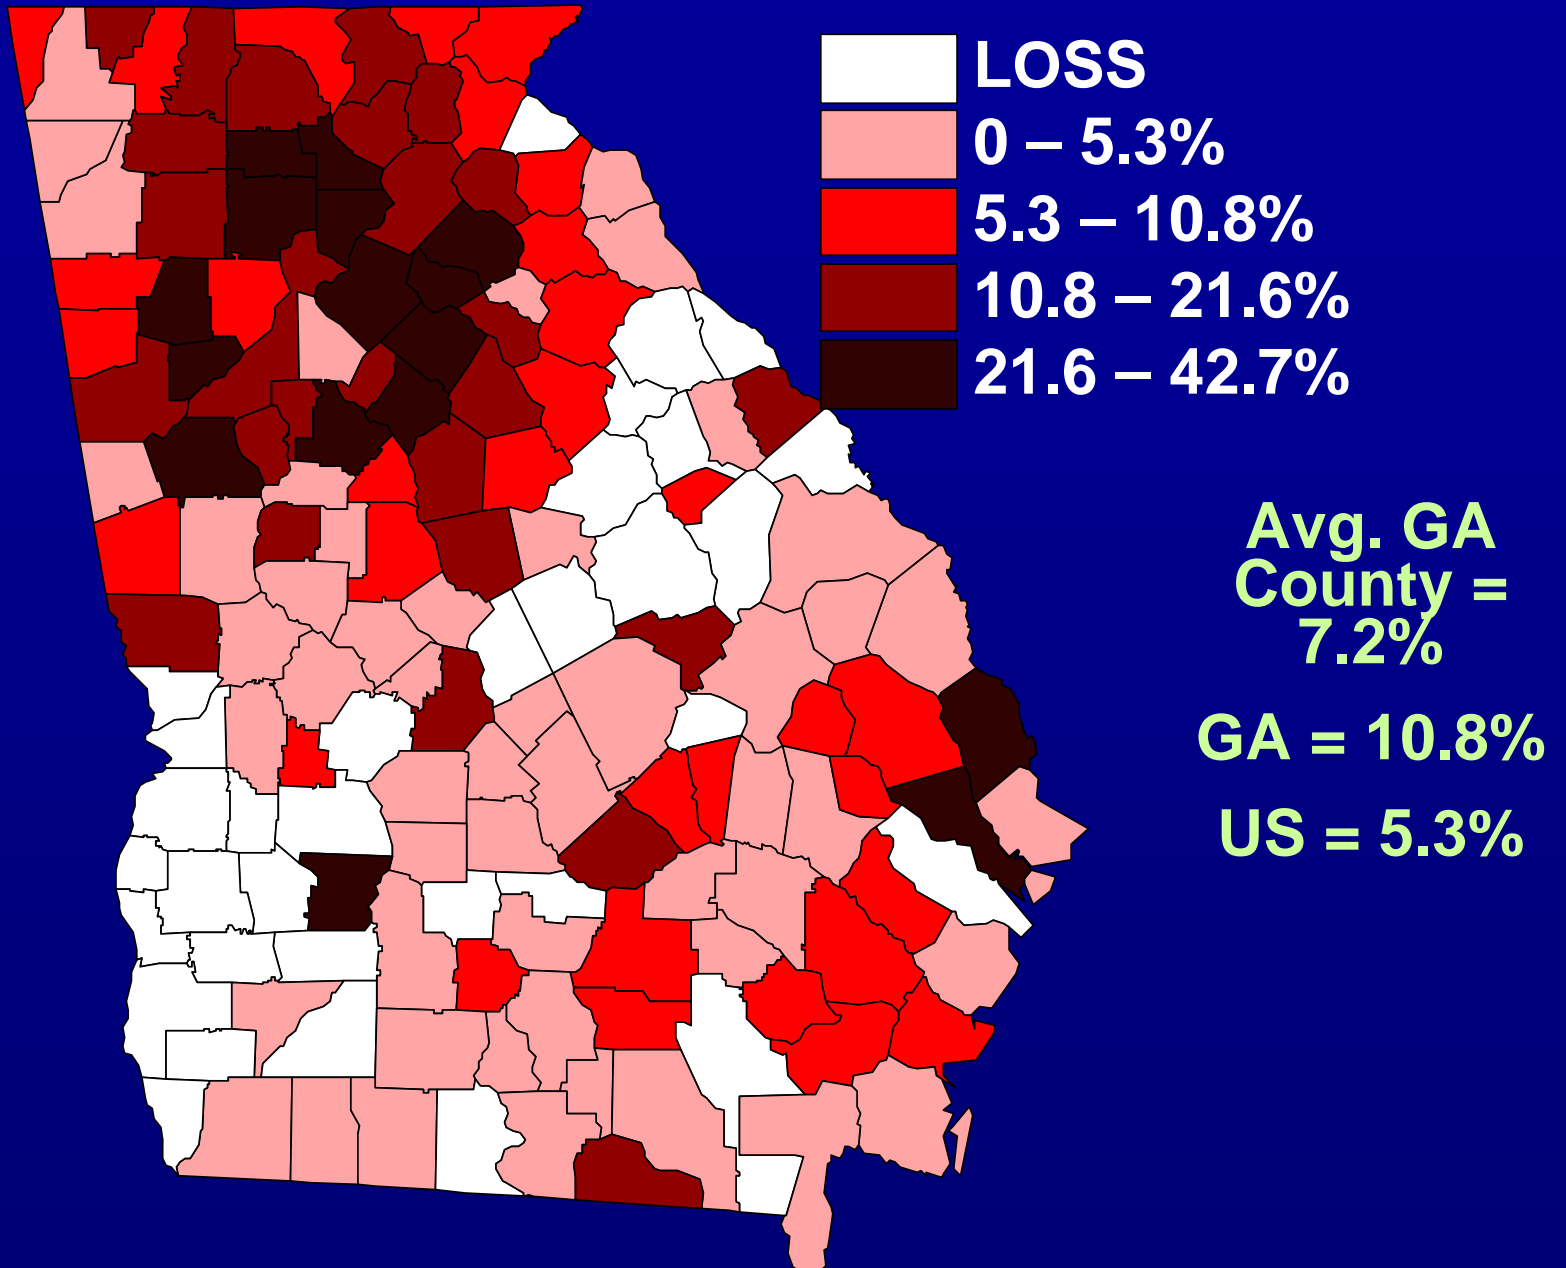 LOSS
0 – 5.3%
5.3 – 10.8%
10.8 – 21.6%
21.6 – 42.7%
Avg. GA
County =
7.2%
GA = 10.8%
US = 5.3%